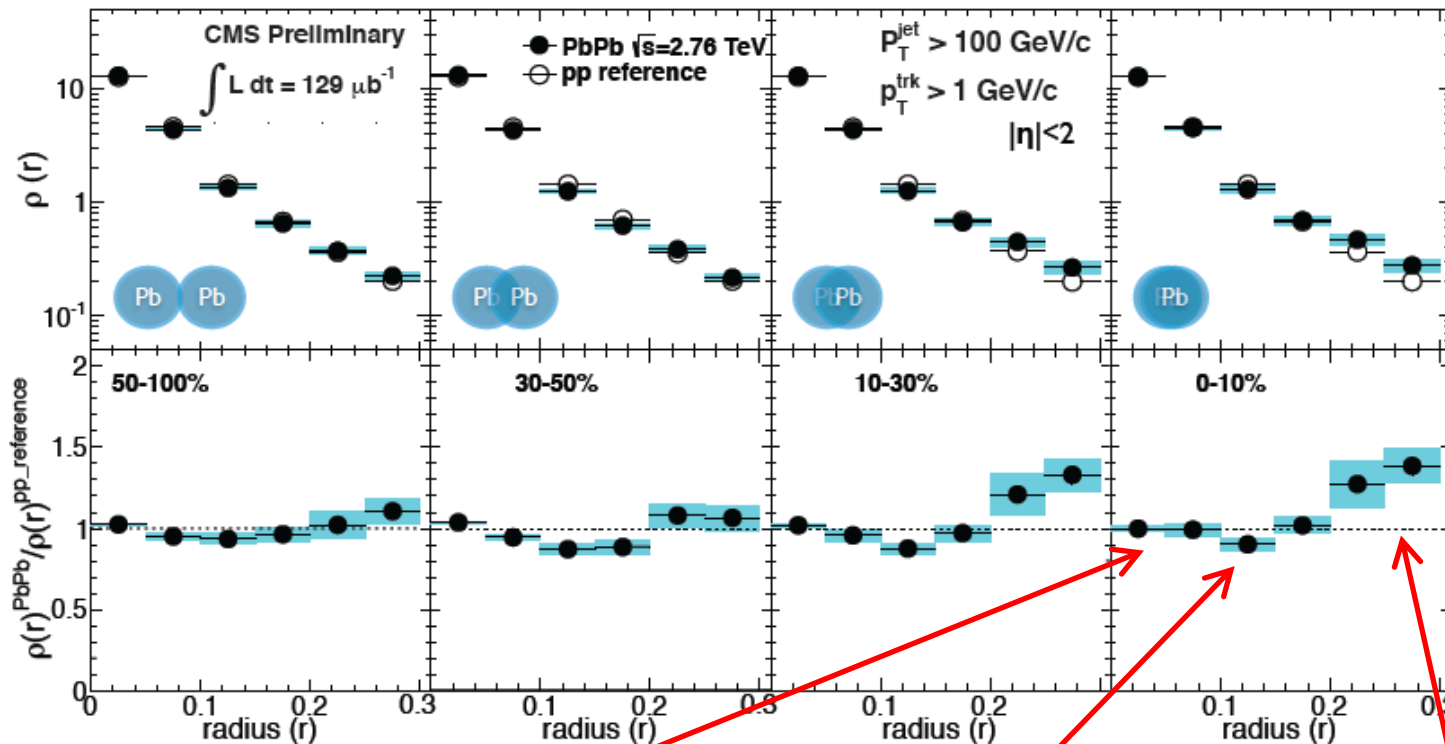 CMS Preliminary
∫ L dt = 129 μb⁻¹
PbPb √s=2.76 TeV
pp reference
P_T^jet > 100 GeV/c
p_T^trk > 1 GeV/c
|η|<2
ρ (r)
10
1
10⁻¹
Pb Pb
Pb Pb
Pb Pb
Pb
50-100%
30-50%
10-30%
0-10%
ρ(r)^PbPb/ρ(r)^pp_reference
2
1.5
1
0.5
0
0 0.1 0.2 0.3
0.1 0.2 0.3
0.1 0.2
0.1 0.2
radius (r)
radius (r)
radius (r)
radius (r)